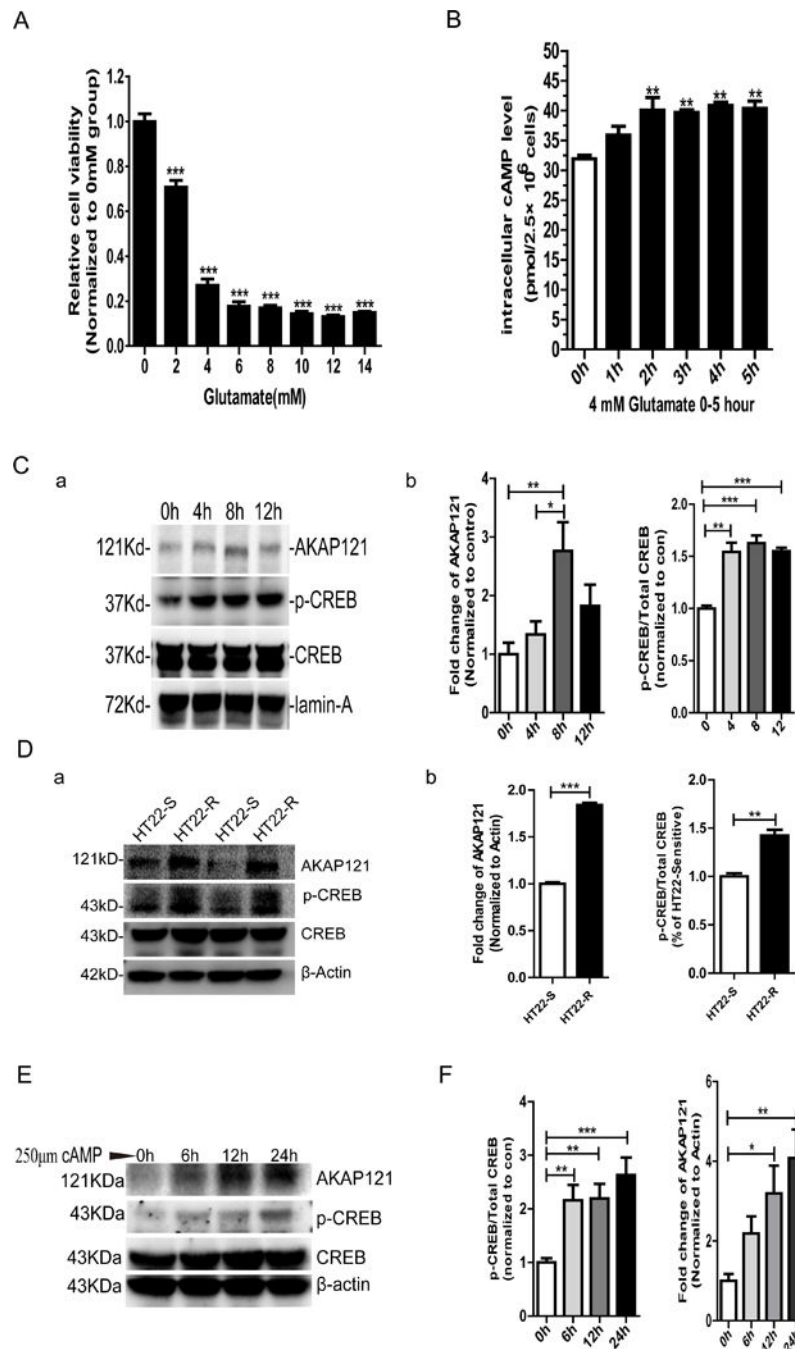 A
Relative cell viability
(Normalized to 0mM group)
1.2
1.0
0.8
0.6
0.4
0.2
0.0
***
***
***
***
***
***
***
0 2 4 6 8 10 12 14
Glutamate(mM)
B
intracellular cAMP level
(pmol/2.5× 10⁶ cells)
50
45
40
35
30
25
20
15
10
5
0
**
**
**
**
0h 1h 2h 3h 4h 5h
4 mM Glutamate 0-5 hour
C
a
0h 4h 8h 12h
121Kd- -AKAP121
37Kd- -p-CREB
37Kd- -CREB
72Kd- -lamin-A
b
Fold change of AKAP121
(Normalized to contro)
4
3
2
1
0
**
*
0h 4h 8h 12h
p-CREB/Total CREB
(normalized to con)
2.0
1.5
1.0
0.5
0.0
***
***
**
0 4 8 12
D
a
HT22-S HT22-R HT22-S HT22-R
121kD- AKAP121
43kD- p-CREB
43kD- CREB
42kD- β-Actin
b
Fold change of AKAP121
(Normalized to Actin)
2.0
1.5
1.0
0.5
0.0
***
HT22-S HT22-R
p-CREB/Total CREB
(% of HT22-Sensitive)
2.0
1.5
1.0
0.5
0.0
**
HT22-S HT22-R
E
250μm cAMP 0h 6h 12h 24h
121KDa AKAP121
43KDa p-CREB
43KDa CREB
43KDa β-actin
F
p-CREB/Total CREB
(normalized to con)
4
3
2
1
0
***
**
**
0h 6h 12h 24h
Fold change of AKAP121
(Normalized to Actin)
6
4
2
0
**
*
0h 6h 12h 24h